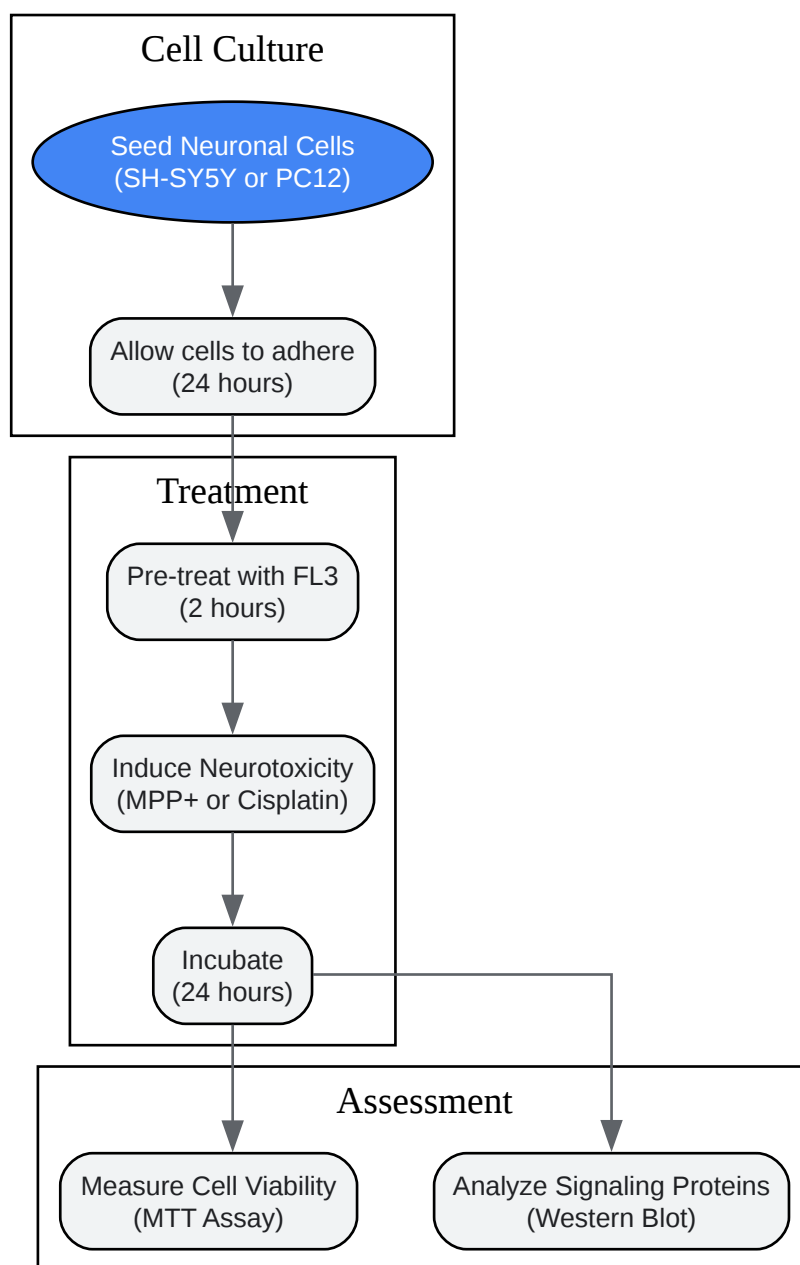 Cell Culture
Seed Neuronal Cells
(SH-SY5Y or PC12)
Allow cells to adhere
(24 hours)
Treatment
Pre-treat with FL3
(2 hours)
Induce Neurotoxicity
(MPP+ or Cisplatin)
Incubate
(24 hours)
Assessment
Measure Cell Viability
(MTT Assay)
Analyze Signaling Proteins
(Western Blot)